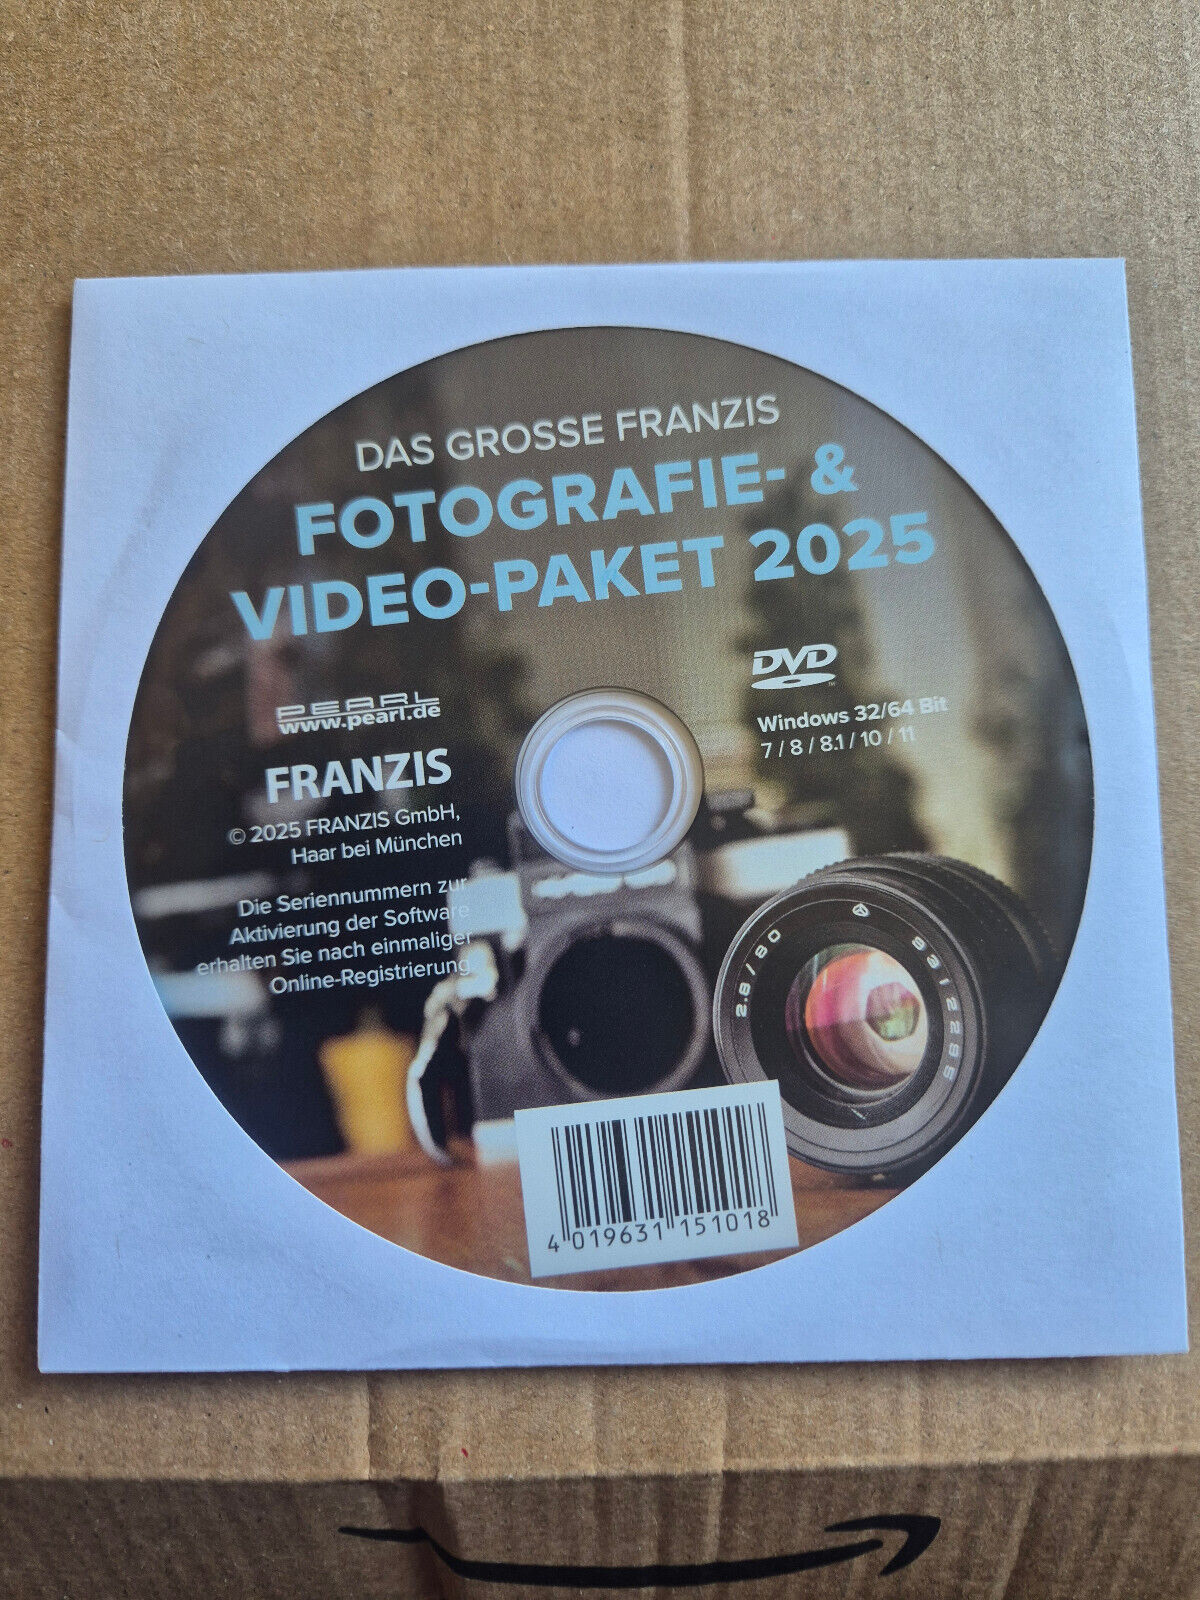 DAS GROSSE FRANZIS
FOTOGRAFIE- &
VIDEO-PAKET 2025
PEARL
www.pearl.de
FRANZIS
© 2025 FRANZIS GmbH,
Haar bei München
Die Seriennummern zur
Aktivierung der Software
erhalten Sie nach einmaliger
Online-Registrierung.
DVD
Windows 32/64 Bit
7 / 8 / 8.1 / 10 / 11
2.8/80
4 019631 151018